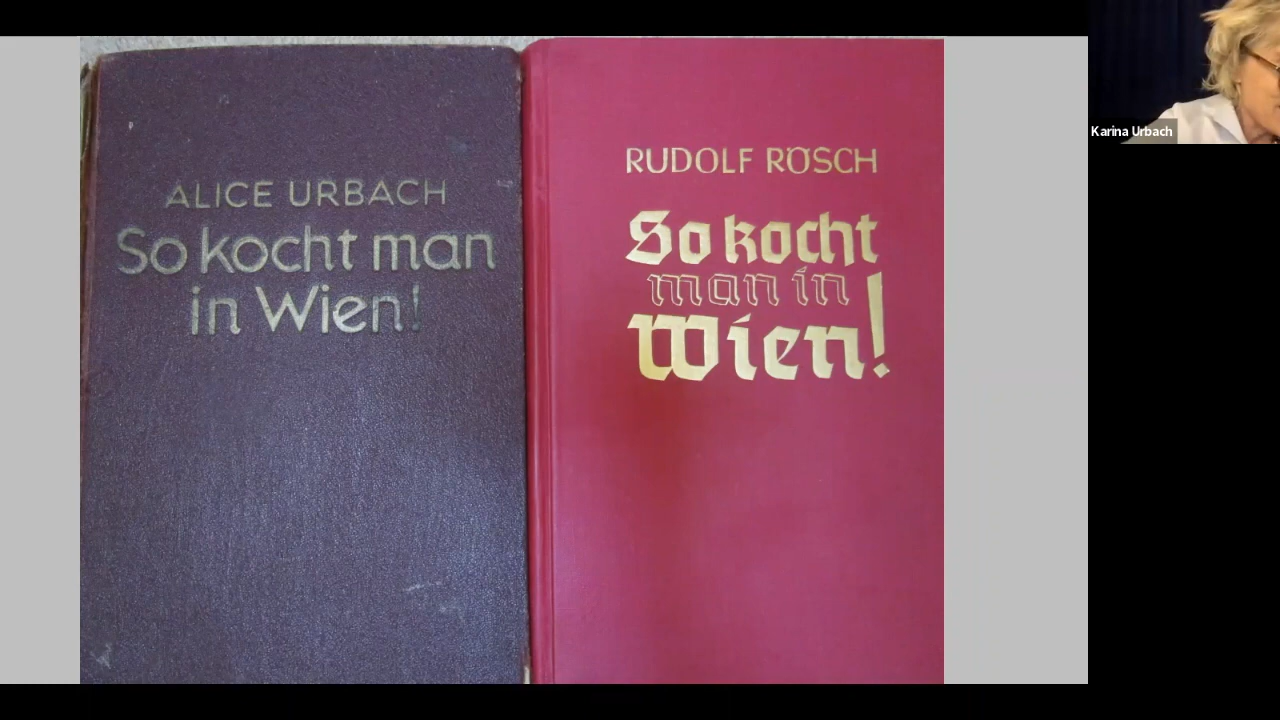 ALICE URBACH
So kocht man
in Wien!
RUDOLF RÖSCH
So kocht
man in
Wien!
Karina Urbach